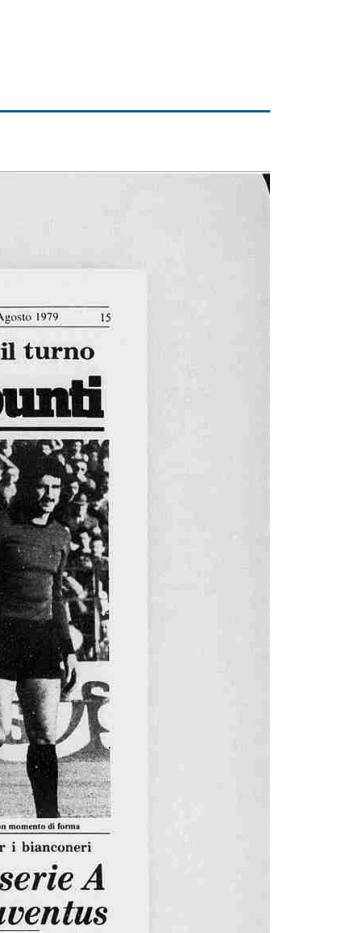 Agosto 1979 15
il turno
punti
on momento di forma
r i bianconeri
serie A
uventus